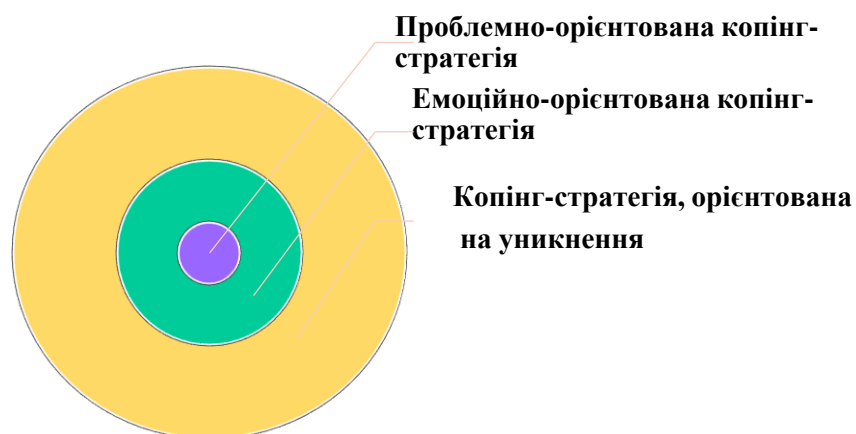 Проблемно-орієнтована копінг-
стратегія
Емоційно-орієнтована копінг-
стратегія
Копінг-стратегія, орієнтована
на уникнення